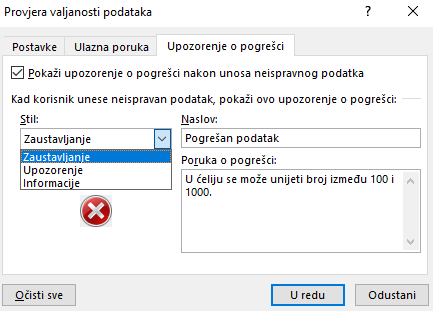 Provjera valjanosti podataka
Postavke Ulazna poruka Upozorenje o pogrešci
Pokaži upozorenje o pogrešci nakon unosa neispravnog podatka
Kad korisnik unese neispravan podatak, pokaži ovo upozorenje o pogrešci:
Stil: Naslov:
Zaustavljanje Pogrešan podatak
Zaustavljanje Poruka o pogrešci:
Upozorenje U ćeliju se može unijeti broj između 100 i
Informacije 1000.
Očisti sve U redu Odustani